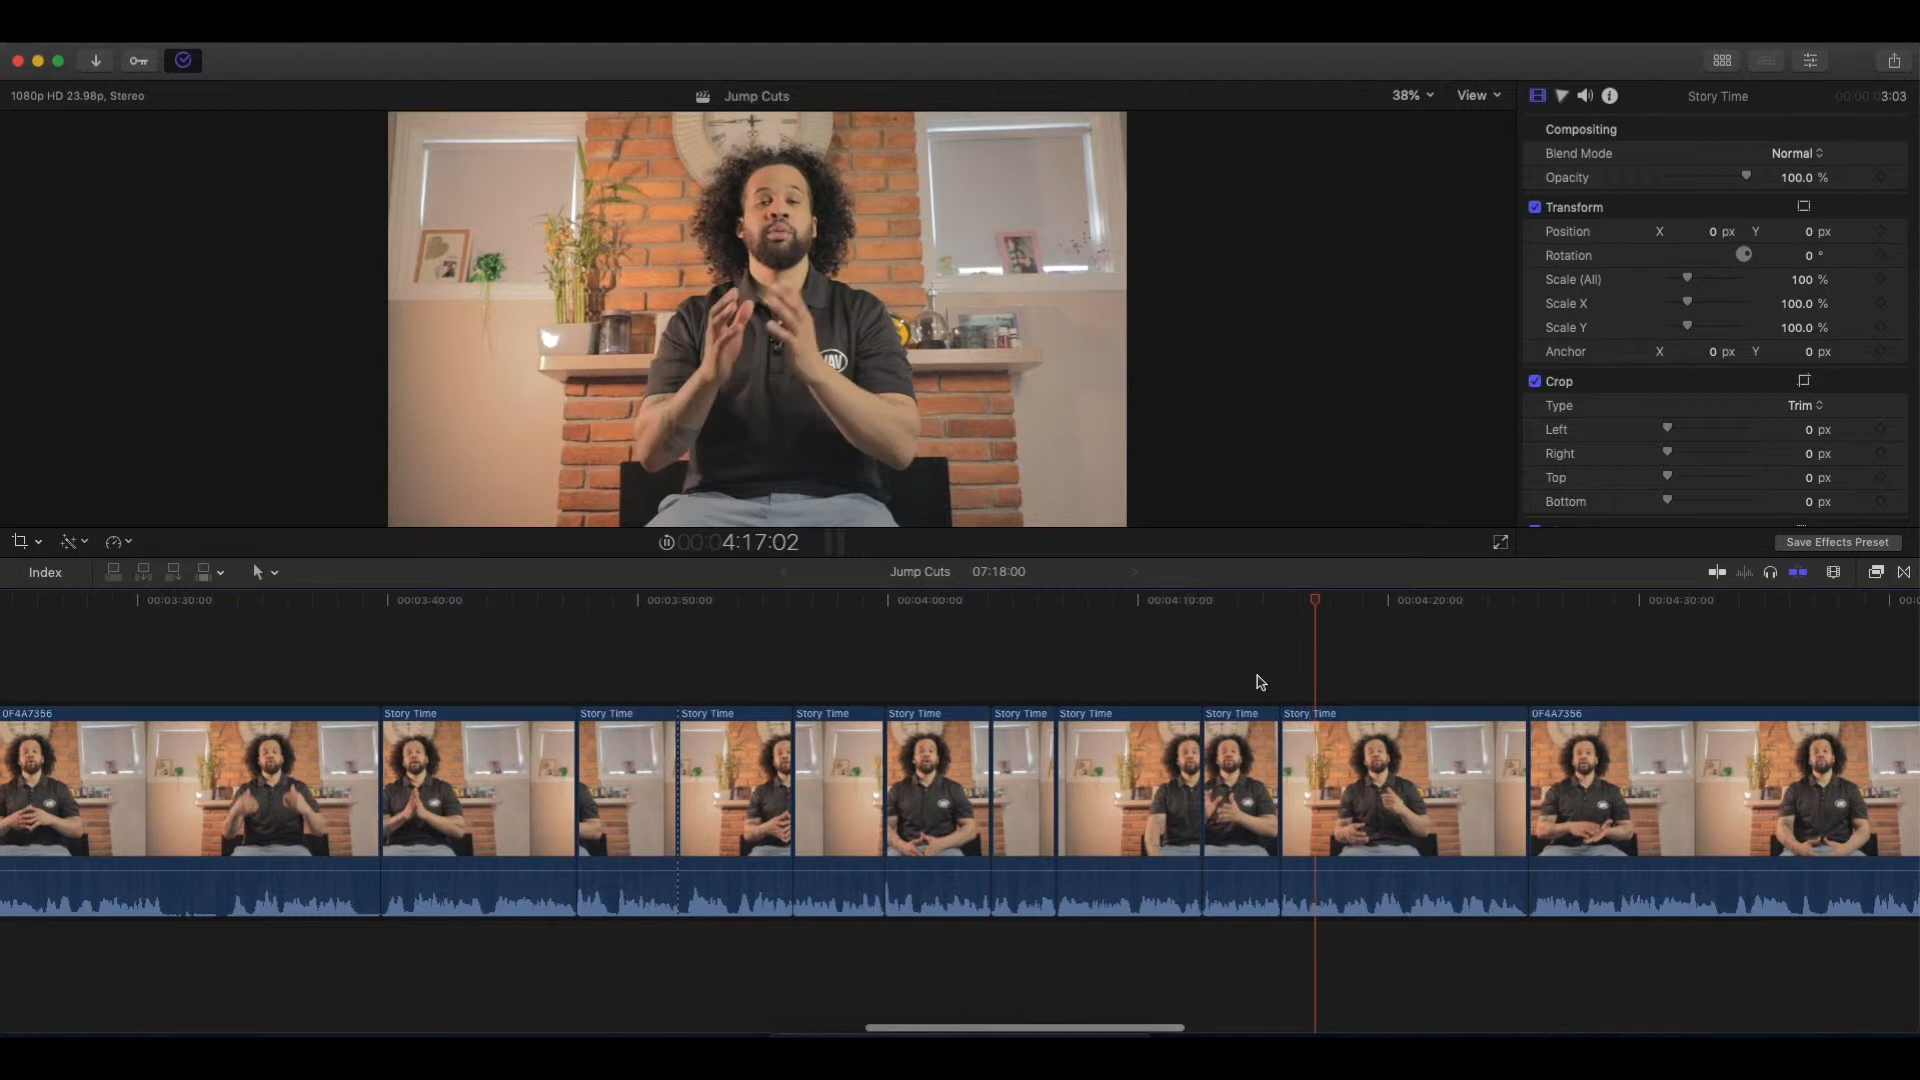 1080p HD 23.98p, Stereo
Jump Cuts
38%
View
Story Time
00:00:03:03
Compositing
Blend Mode
Normal
Opacity
100.0 %
Transform
Position
X
0 px
Y
0 px
Rotation
0 °
Scale (All)
100 %
Scale X
100.0 %
Scale Y
100.0 %
Anchor
X
0 px
Y
0 px
Crop
Type
Trim
Left
0 px
Right
0 px
Top
0 px
Bottom
0 px
00:04:17:02
Save Effects Preset
Index
Jump Cuts
07:18:00
00:03:30:00
00:03:40:00
00:03:50:00
00:04:00:00
00:04:10:00
00:04:20:00
00:04:30:00
0F4A7356
Story Time
Story Time
Story Time
Story Time
Story Time
Story Time
Story Time
Story Time
Story Time
0F4A7356